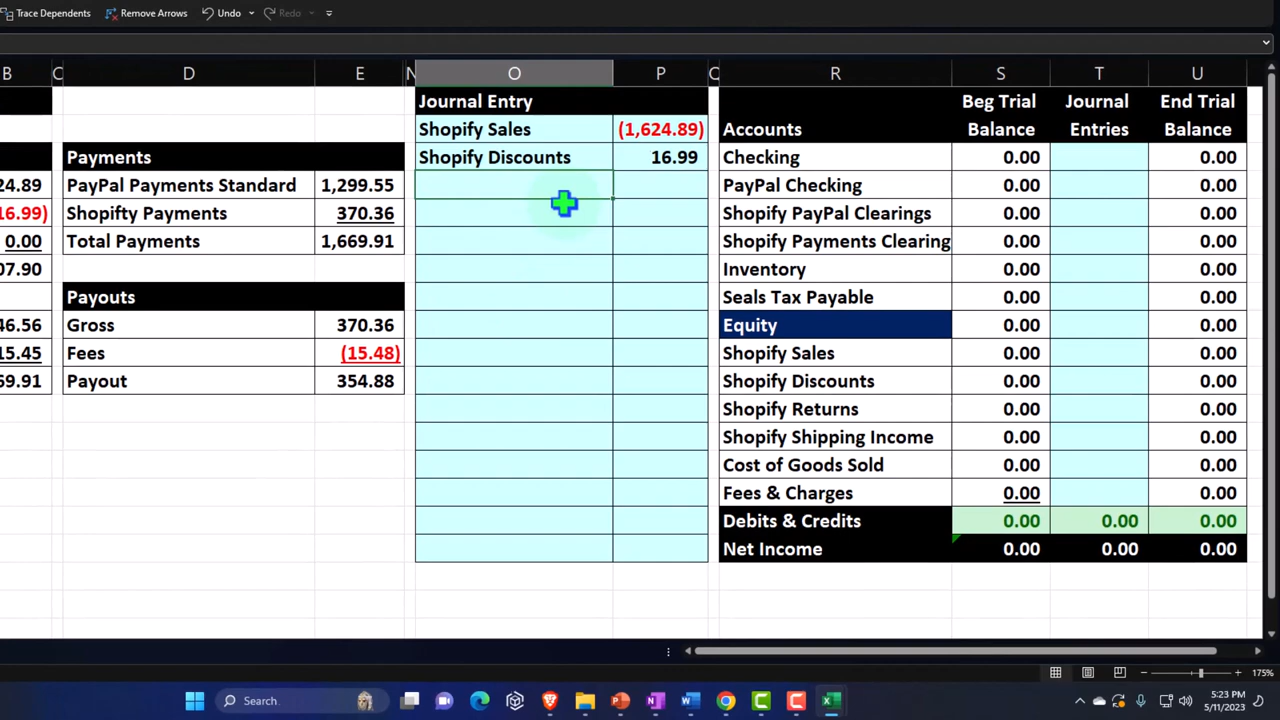 Trace Dependents Remove Arrows Undo Redo
B C D E N O P Q R S T U
Journal Entry Beg Trial Journal End Trial
Shopify Sales (1,624.89) Accounts Balance Entries Balance
Payments Shopify Discounts 16.99 Checking 0.00 0.00
24.89 PayPal Payments Standard 1,299.55 PayPal Checking 0.00 0.00
16.99) Shopifty Payments 370.36 Shopify PayPal Clearings 0.00 0.00
0.00 Total Payments 1,669.91 Shopify Payments Clearing 0.00 0.00
07.90 Inventory 0.00 0.00
Payouts Seals Tax Payable 0.00 0.00
46.56 Gross 370.36 Equity 0.00 0.00
15.45 Fees (15.48) Shopify Sales 0.00 0.00
69.91 Payout 354.88 Shopify Discounts 0.00 0.00
Shopify Returns 0.00 0.00
Shopify Shipping Income 0.00 0.00
Cost of Goods Sold 0.00 0.00
Fees & Charges 0.00 0.00
Debits & Credits 0.00 0.00 0.00
Net Income 0.00 0.00 0.00
175%
Search
5:23 PM
5/11/2023